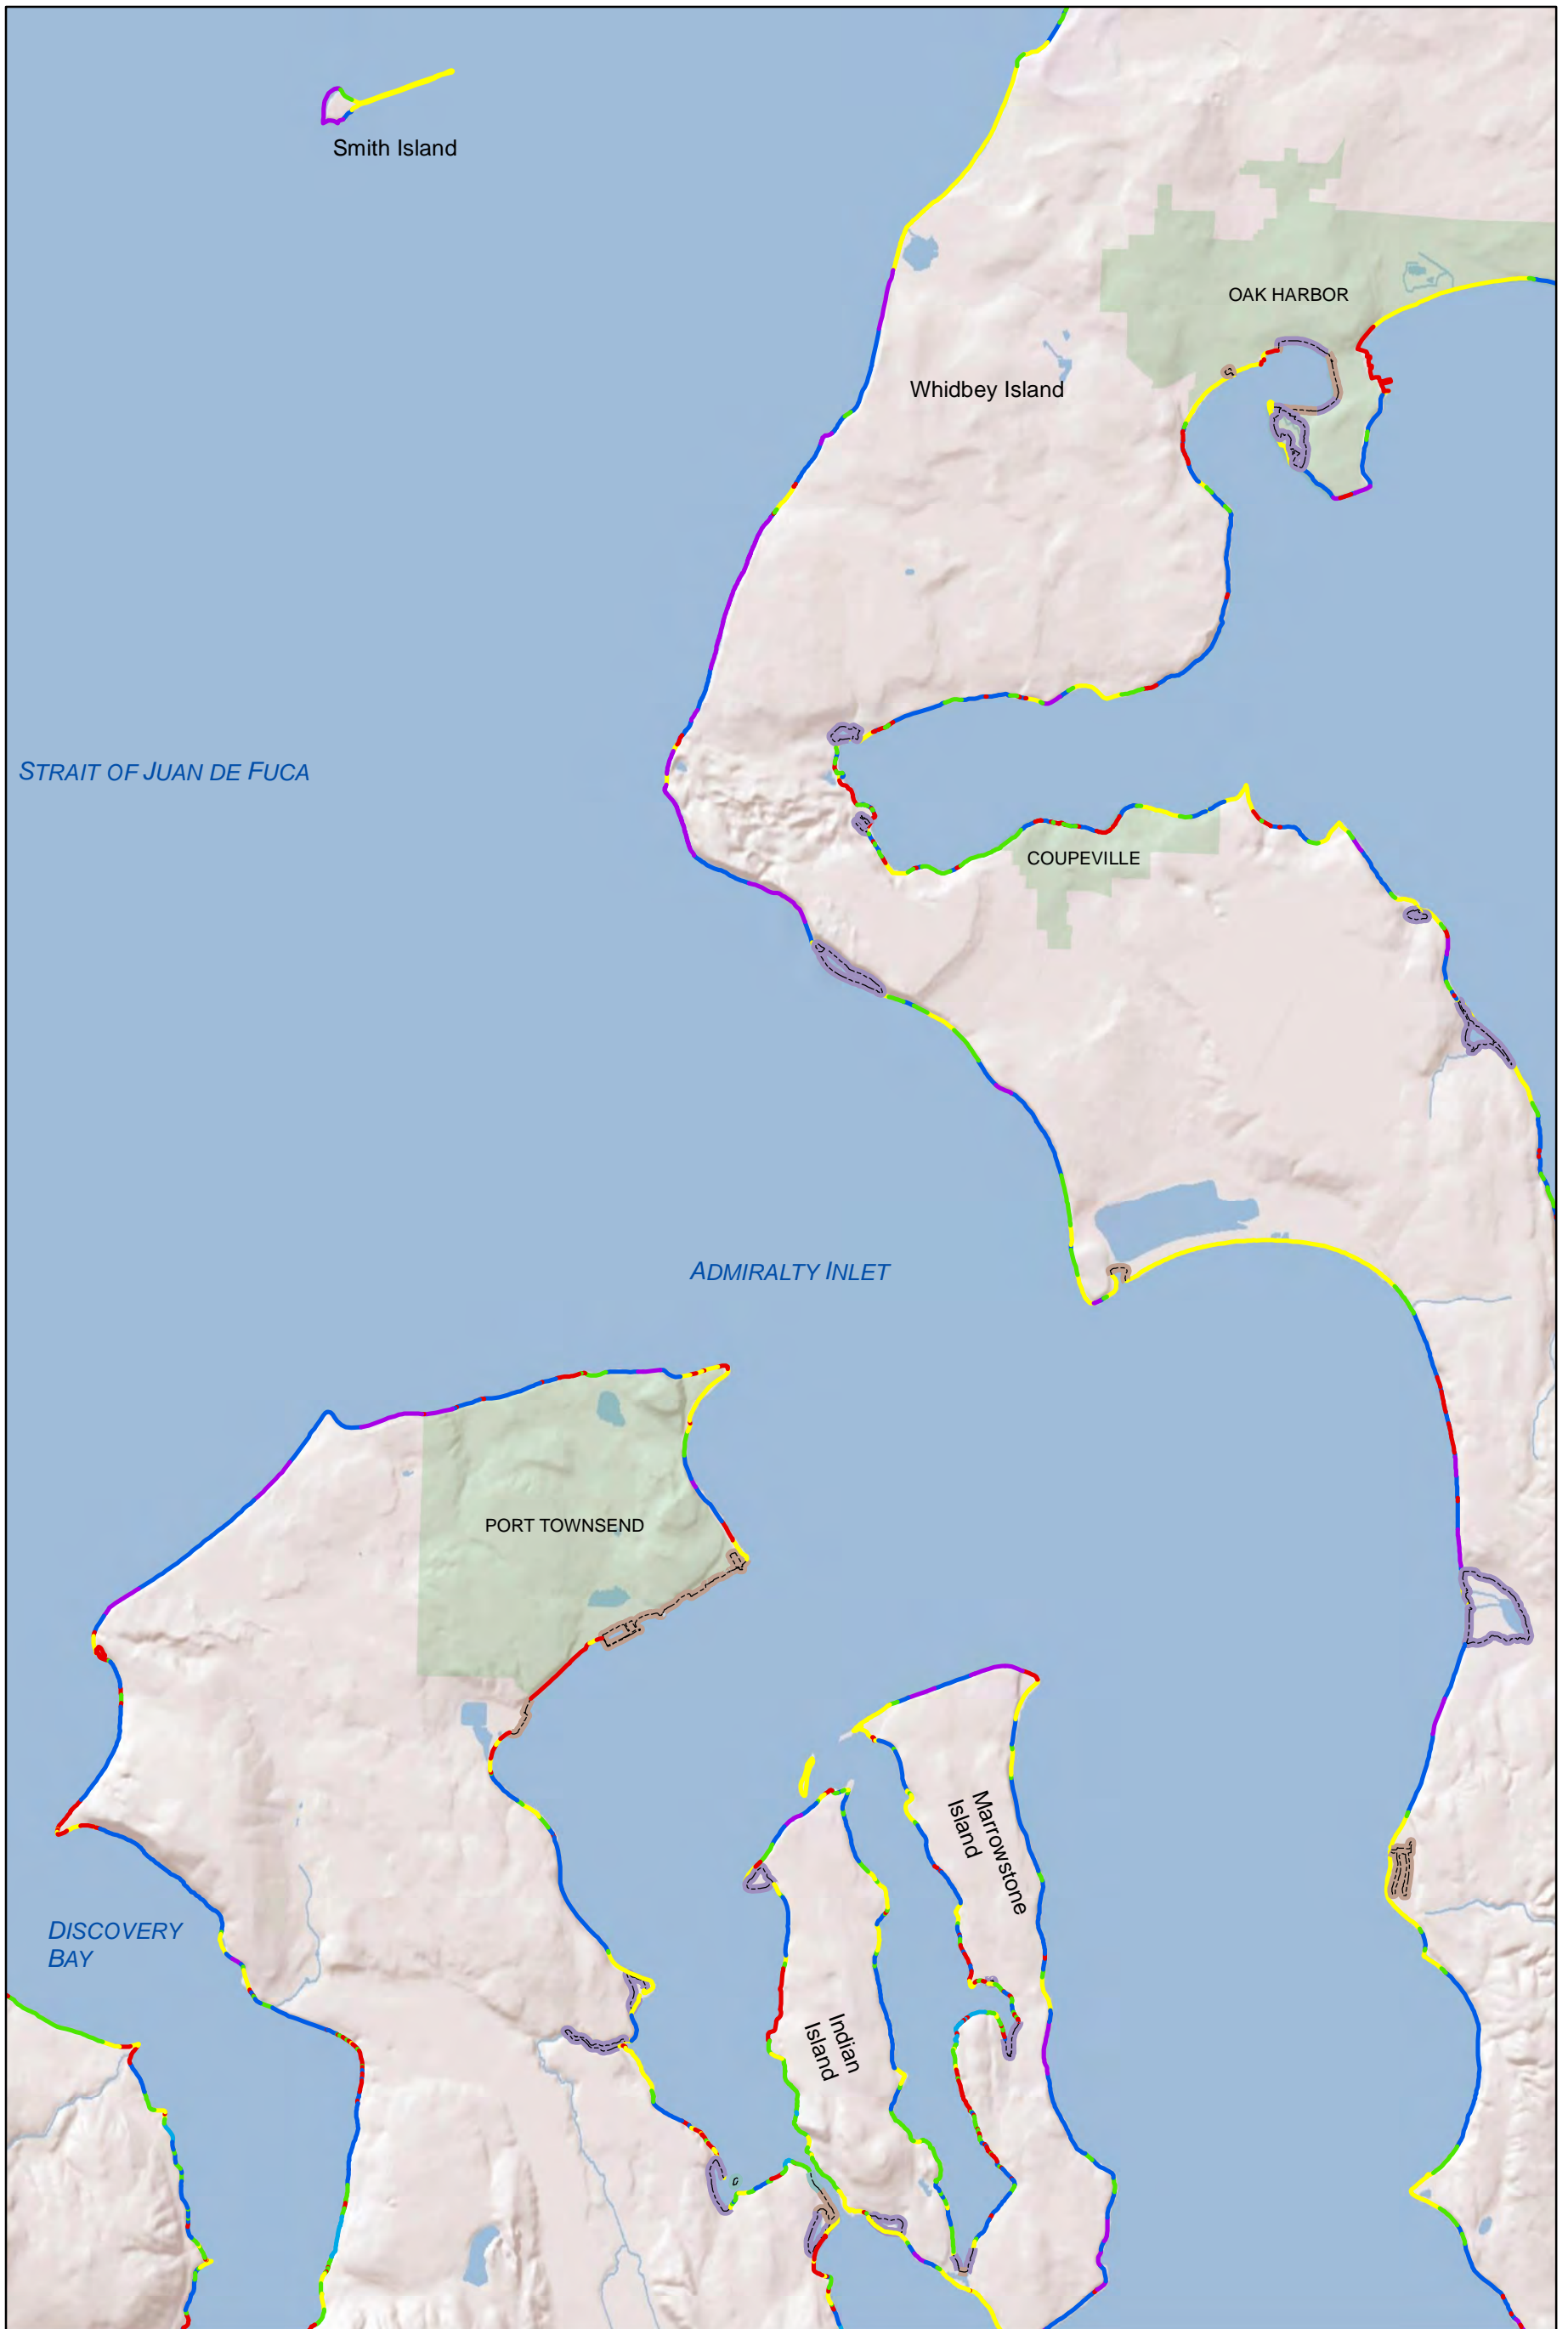 Smith Island
OAK HARBOR
Whidbey Island
STRAIT OF JUAN DE FUCA
COUPEVILLE
ADMIRALTY INLET
PORT TOWNSEND
Marrowstone
Island
DISCOVERY
BAY
Indian
Island